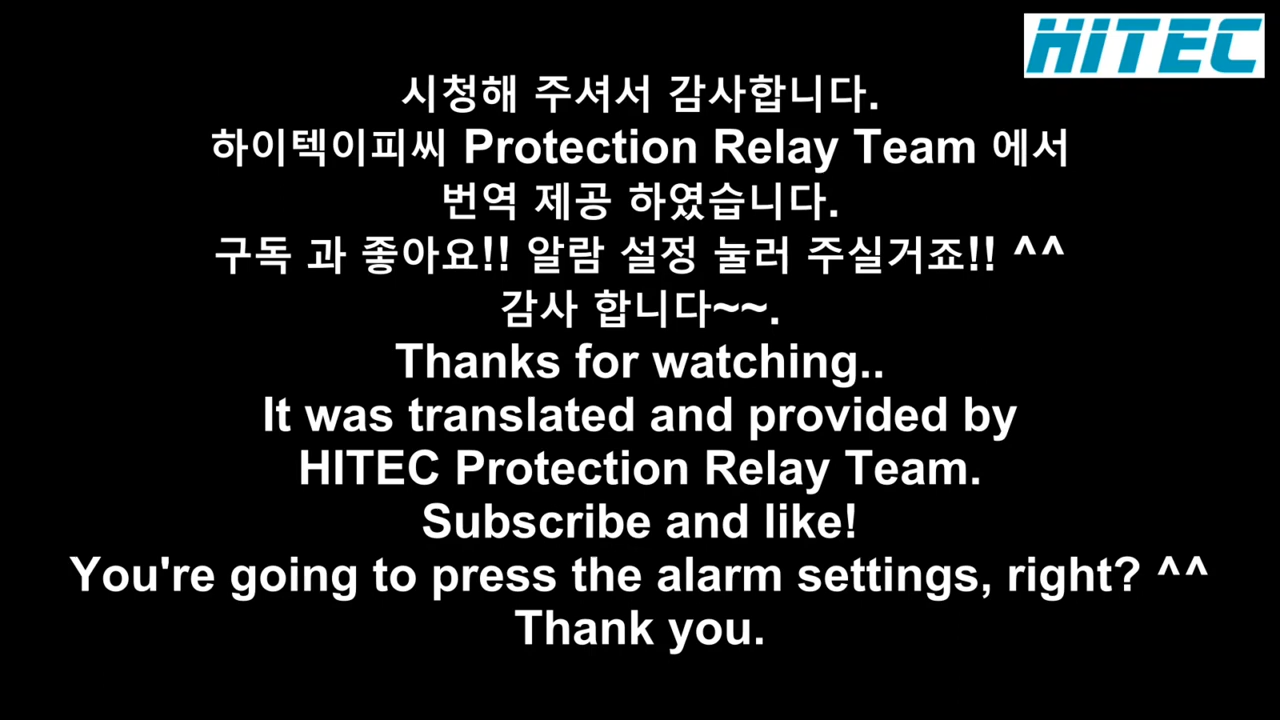 HITEC
시청해 주셔서 감사합니다.
하이텍이피씨 Protection Relay Team 에서
번역 제공 하였습니다.
구독 과 좋아요!! 알람 설정 눌러 주실거죠!! ^^
감사 합니다~~.
Thanks for watching..
It was translated and provided by
HITEC Protection Relay Team.
Subscribe and like!
You're going to press the alarm settings, right? ^^
Thank you.